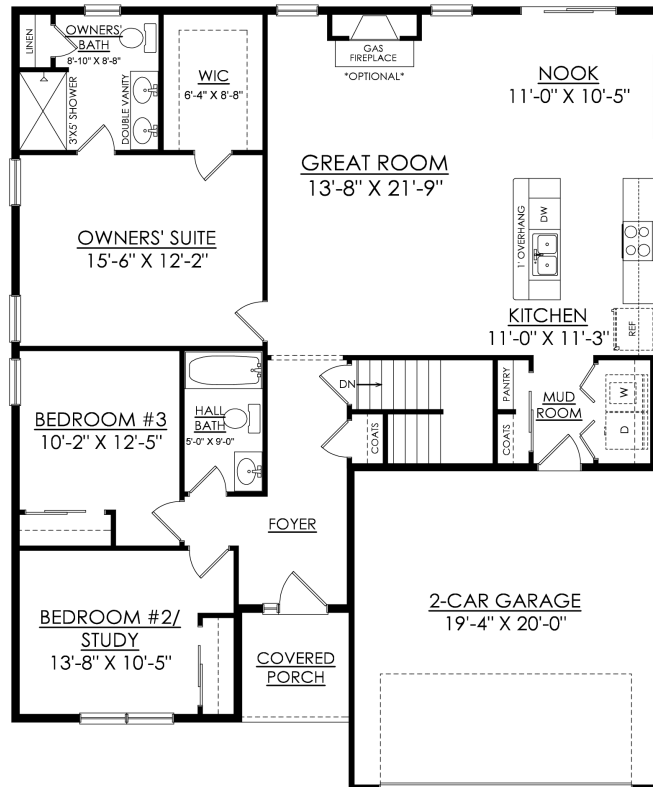 LINEN
OWNERS'
BATH
8'-10" X 8'-8"
3'X5' SHOWER
DOUBLE VANITY
WIC
6'-4" X 8'-8"
GAS
FIREPLACE
*OPTIONAL*
NOOK
11'-0" X 10'-5"
GREAT ROOM
13'-8" X 21'-9"
OWNERS' SUITE
15'-6" X 12'-2"
1' OVERHANG
DW
KITCHEN
11'-0" X 11'-3"
REF
BEDROOM #3
10'-2" X 12'-5"
HALL
BATH
5'-0" X 9'-0"
DN
COATS
PANTRY
COATS
MUD
ROOM
W
D
FOYER
BEDROOM #2/
STUDY
13'-8" X 10'-5"
COVERED
PORCH
2-CAR GARAGE
19'-4" X 20'-0"